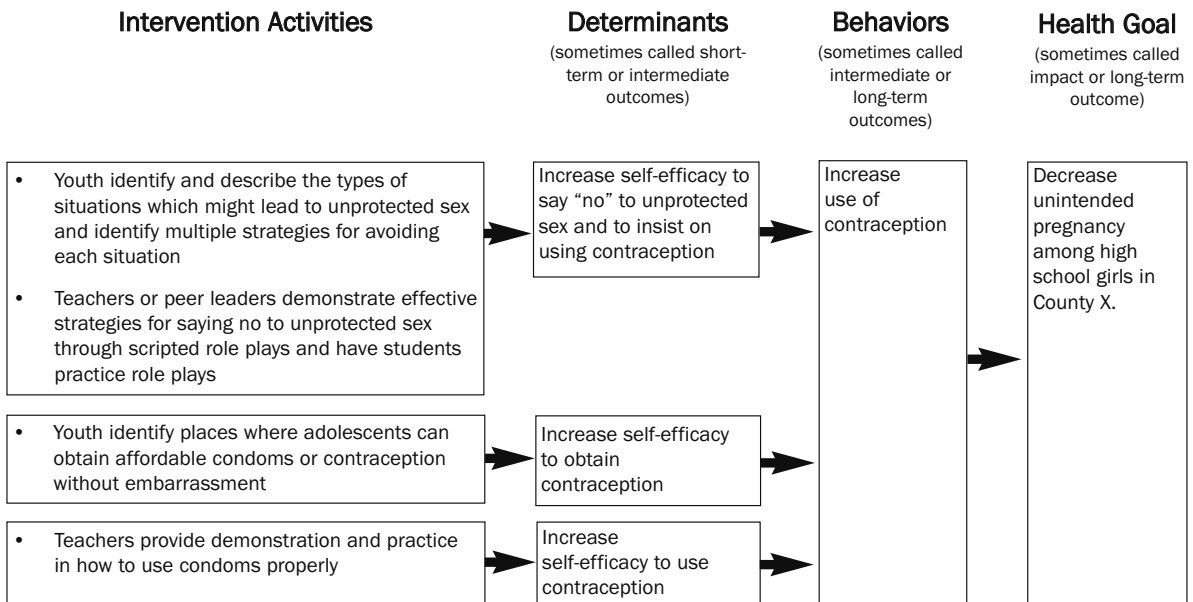 Intervention Activities
Determinants
(sometimes called short-
term or intermediate
outcomes)
Behaviors
(sometimes called
intermediate or
long-term
outcomes)
Health Goal
(sometimes called
impact or long-term
outcome)
• Youth identify and describe the types of
situations which might lead to unprotected sex
and identify multiple strategies for avoiding
each situation
• Teachers or peer leaders demonstrate effective
strategies for saying no to unprotected sex
through scripted role plays and have students
practice role plays
Increase self-efficacy to
say “no” to unprotected
sex and to insist on
using contraception
Increase
use of
contraception
Decrease
unintended
pregnancy
among high
school girls in
County X.
• Youth identify places where adolescents can
obtain affordable condoms or contraception
without embarrassment
Increase self-efficacy
to obtain
contraception
• Teachers provide demonstration and practice
in how to use condoms properly
Increase
self-efficacy to use
contraception